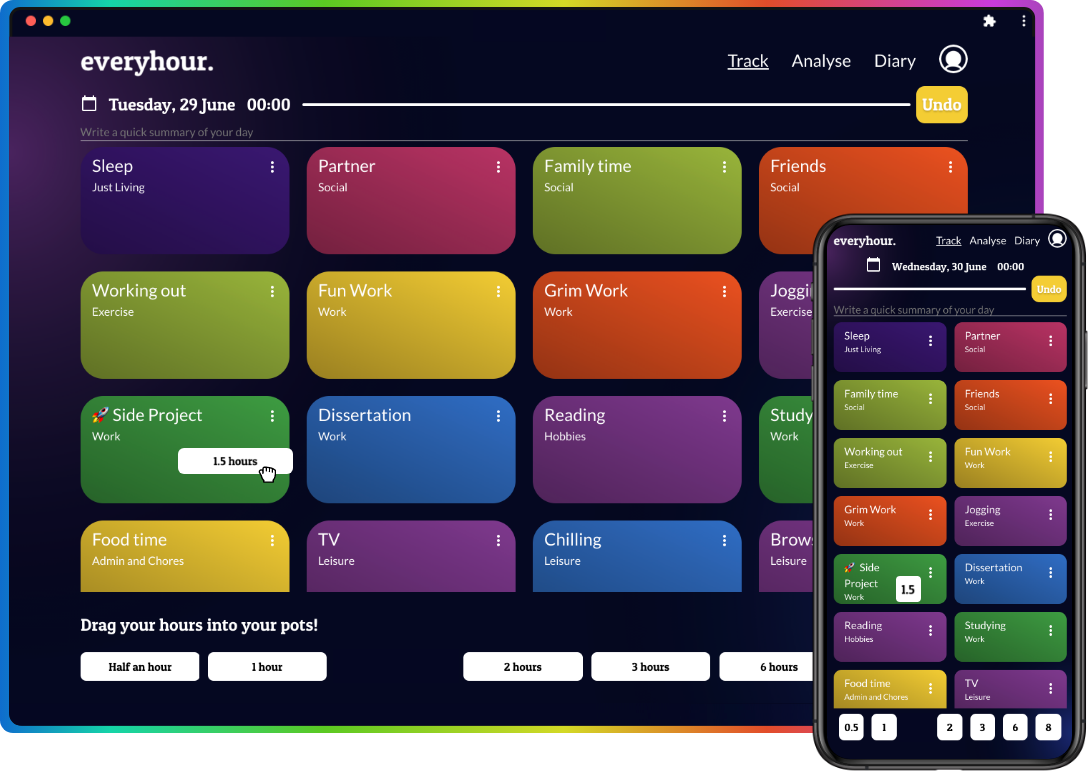 everyhour.
Track Analyse Diary
Tuesday, 29 June 00:00
Undo
Write a quick summary of your day
Sleep
Just Living
Partner
Social
Family time
Social
Friends
Social
Working out
Exercise
Fun Work
Work
Grim Work
Work
Joggi
Exercise
🚀 Side Project
Work
1.5 hours
Dissertation
Work
Reading
Hobbies
Study
Work
Food time
Admin and Chores
TV
Leisure
Chilling
Leisure
Brows
Leisure
Drag your hours into your pots!
Half an hour
1 hour
2 hours
3 hours
6 hours
everyhour.
Track Analyse Diary
Wednesday, 30 June 00:00
Undo
Write a quick summary of your day
Sleep
Just Living
Partner
Social
Family time
Social
Friends
Social
Working out
Exercise
Fun Work
Work
Grim Work
Work
Jogging
Exercise
🚀 Side
Project
Work
1.5
Dissertation
Work
Reading
Hobbies
Studying
Work
Food time
Admin and Chores
TV
Leisure
0.5
1
2
3
6
8